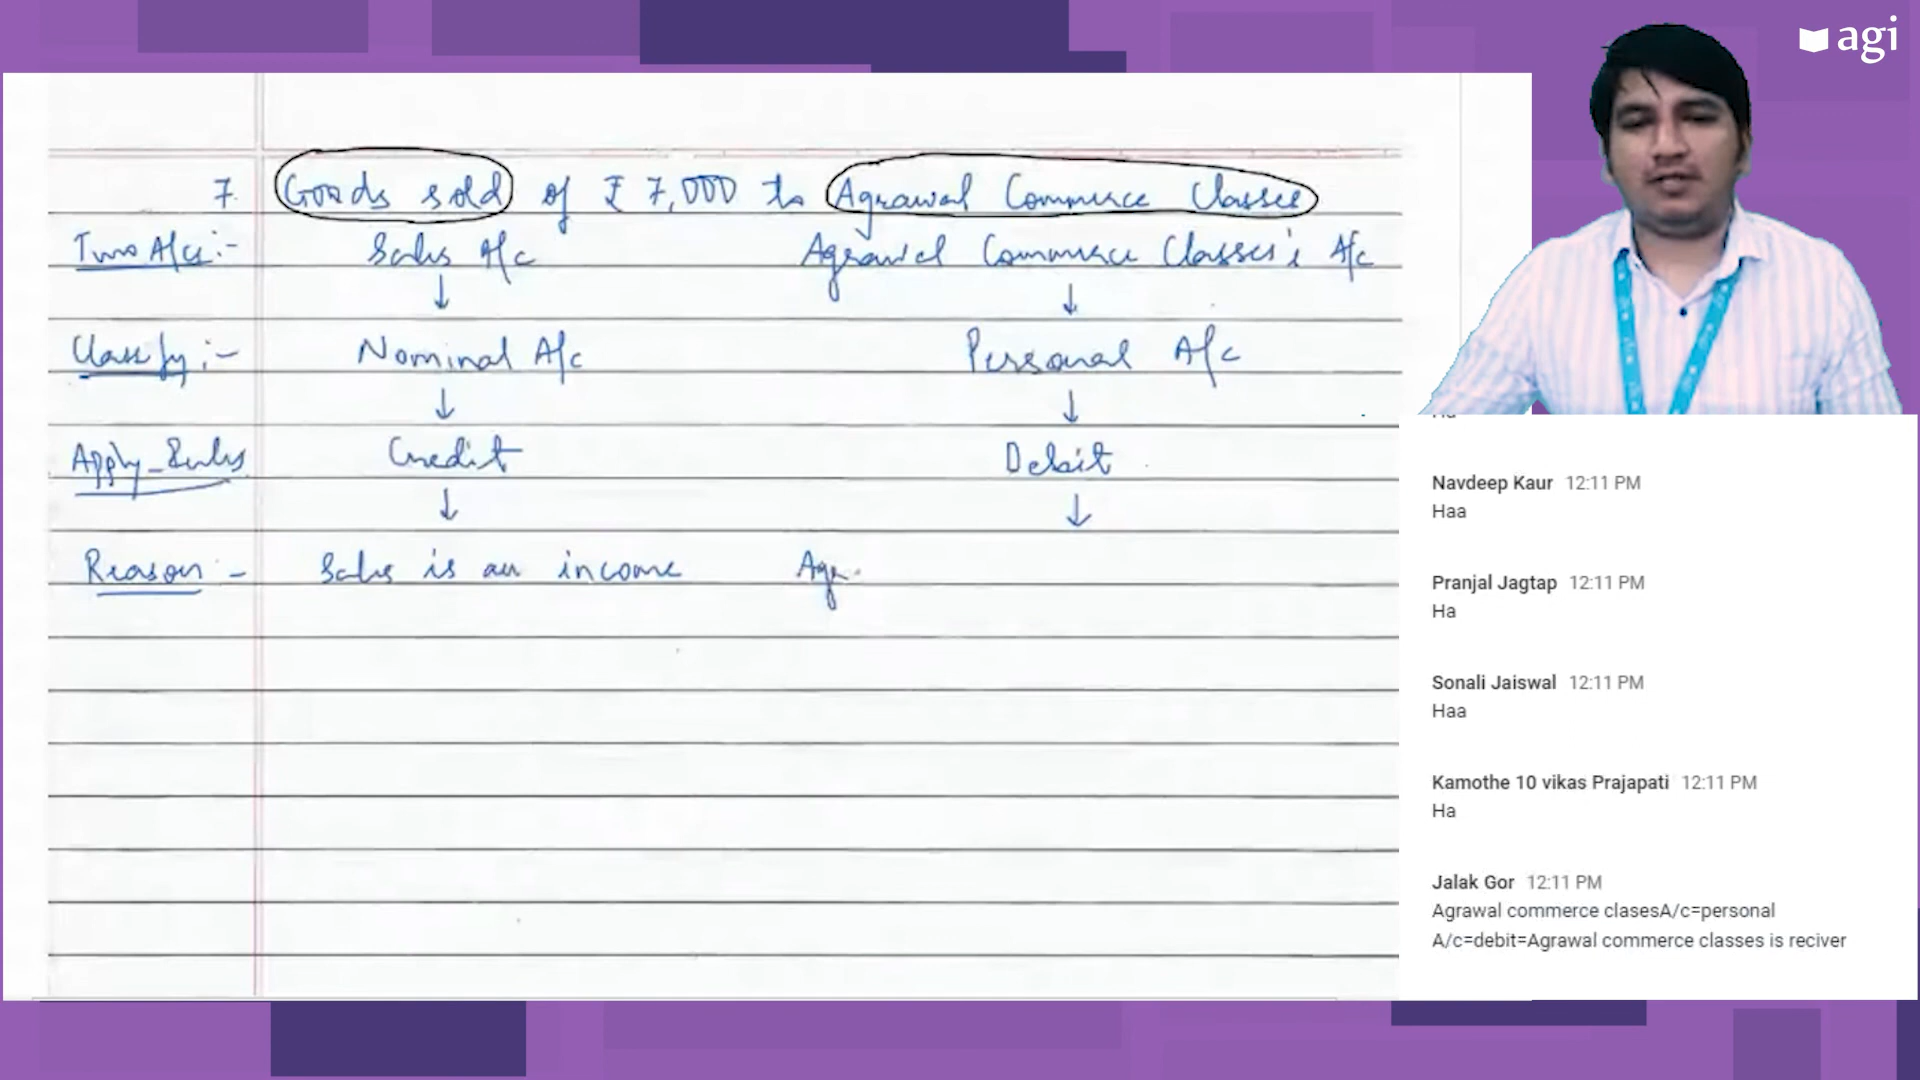 agi
7. Goods sold of ₹ 7,000 to Agrawal Commerce Classes
Two A/cs:- Sales A/c Agrawal Commerce Classes's A/c
↓ ↓
Classify:- Nominal A/c Personal A/c
↓ ↓
Apply Rules Credit Debit
↓ ↓
Reason:- Sales is an income Agr
Navdeep Kaur 12:11 PM
Haa
Pranjal Jagtap 12:11 PM
Ha
Sonali Jaiswal 12:11 PM
Haa
Kamothe 10 vikas Prajapati 12:11 PM
Ha
Jalak Gor 12:11 PM
Agrawal commerce clasesA/c=personal
A/c=debit=Agrawal commerce classes is reciver